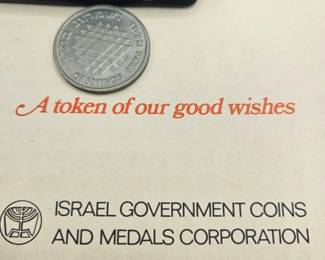 A token of our good wishes
ISRAEL GOVERNMENT COINS
AND MEDALS CORPORATION